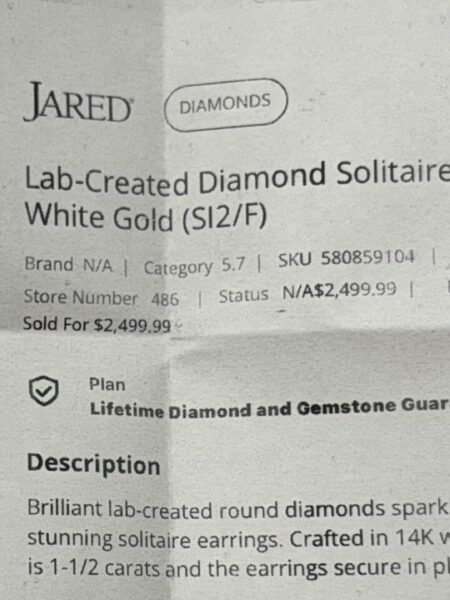 JARED
DIAMONDS
Lab-Created Diamond Solitaire
White Gold (SI2/F)
Brand N/A | Category 5.7 | SKU 580859104 |
Store Number 486 | Status N/A$2,499.99 |
Sold For $2,499.99
Plan
Lifetime Diamond and Gemstone Guar
Description
Brilliant lab-created round diamonds spark
stunning solitaire earrings. Crafted in 14K w
is 1-1/2 carats and the earrings secure in pl